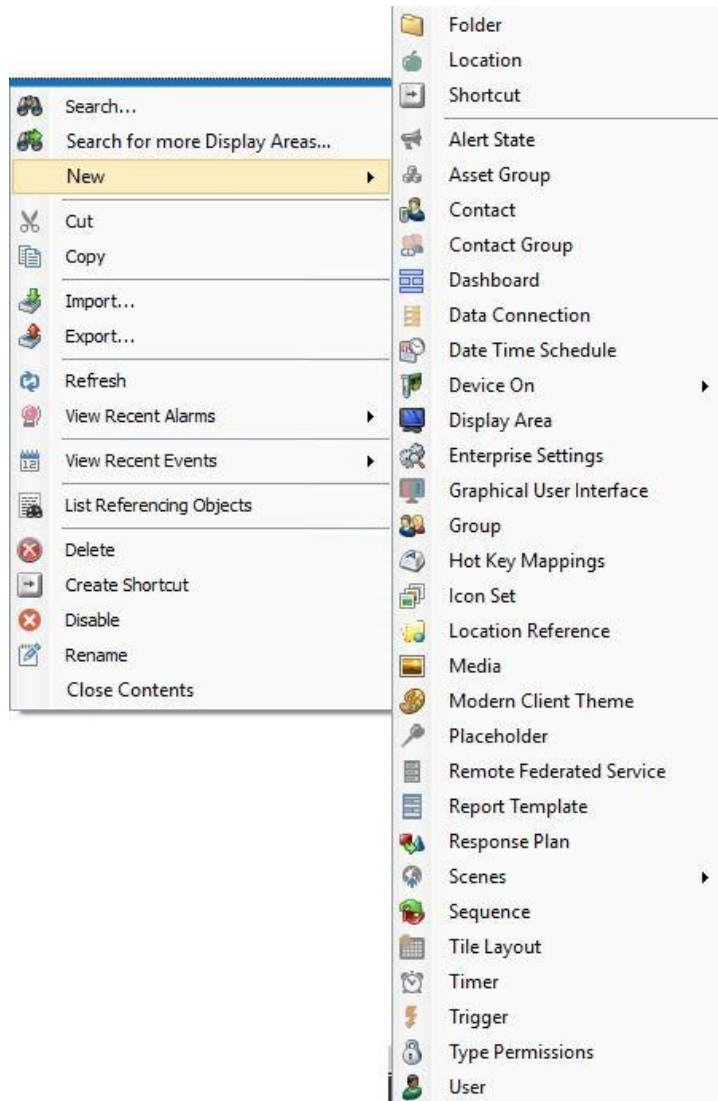 Search...
Search for more Display Areas...
New
Cut
Copy
Import...
Export...
Refresh
View Recent Alarms
View Recent Events
List Referencing Objects
Delete
Create Shortcut
Disable
Rename
Close Contents
Folder
Location
Shortcut
Alert State
Asset Group
Contact
Contact Group
Dashboard
Data Connection
Date Time Schedule
Device On
Display Area
Enterprise Settings
Graphical User Interface
Group
Hot Key Mappings
Icon Set
Location Reference
Media
Modern Client Theme
Placeholder
Remote Federated Service
Report Template
Response Plan
Scenes
Sequence
Tile Layout
Timer
Trigger
Type Permissions
User